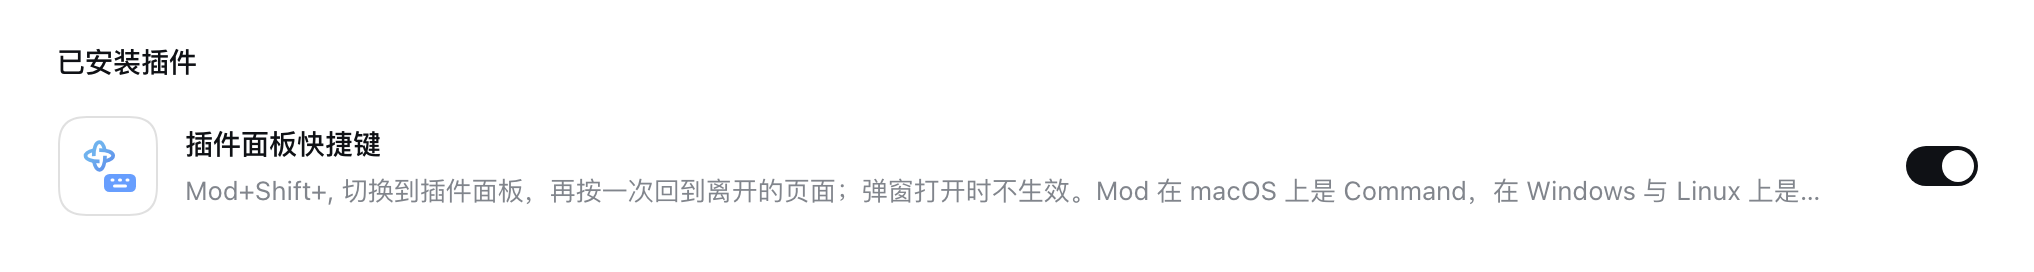 已安装插件
插件面板快捷键
Mod+Shift+, 切换到插件面板，再按一次回到离开的页面；弹窗打开时不生效。Mod 在 macOS 上是 Command，在 Windows 与 Linux 上是...